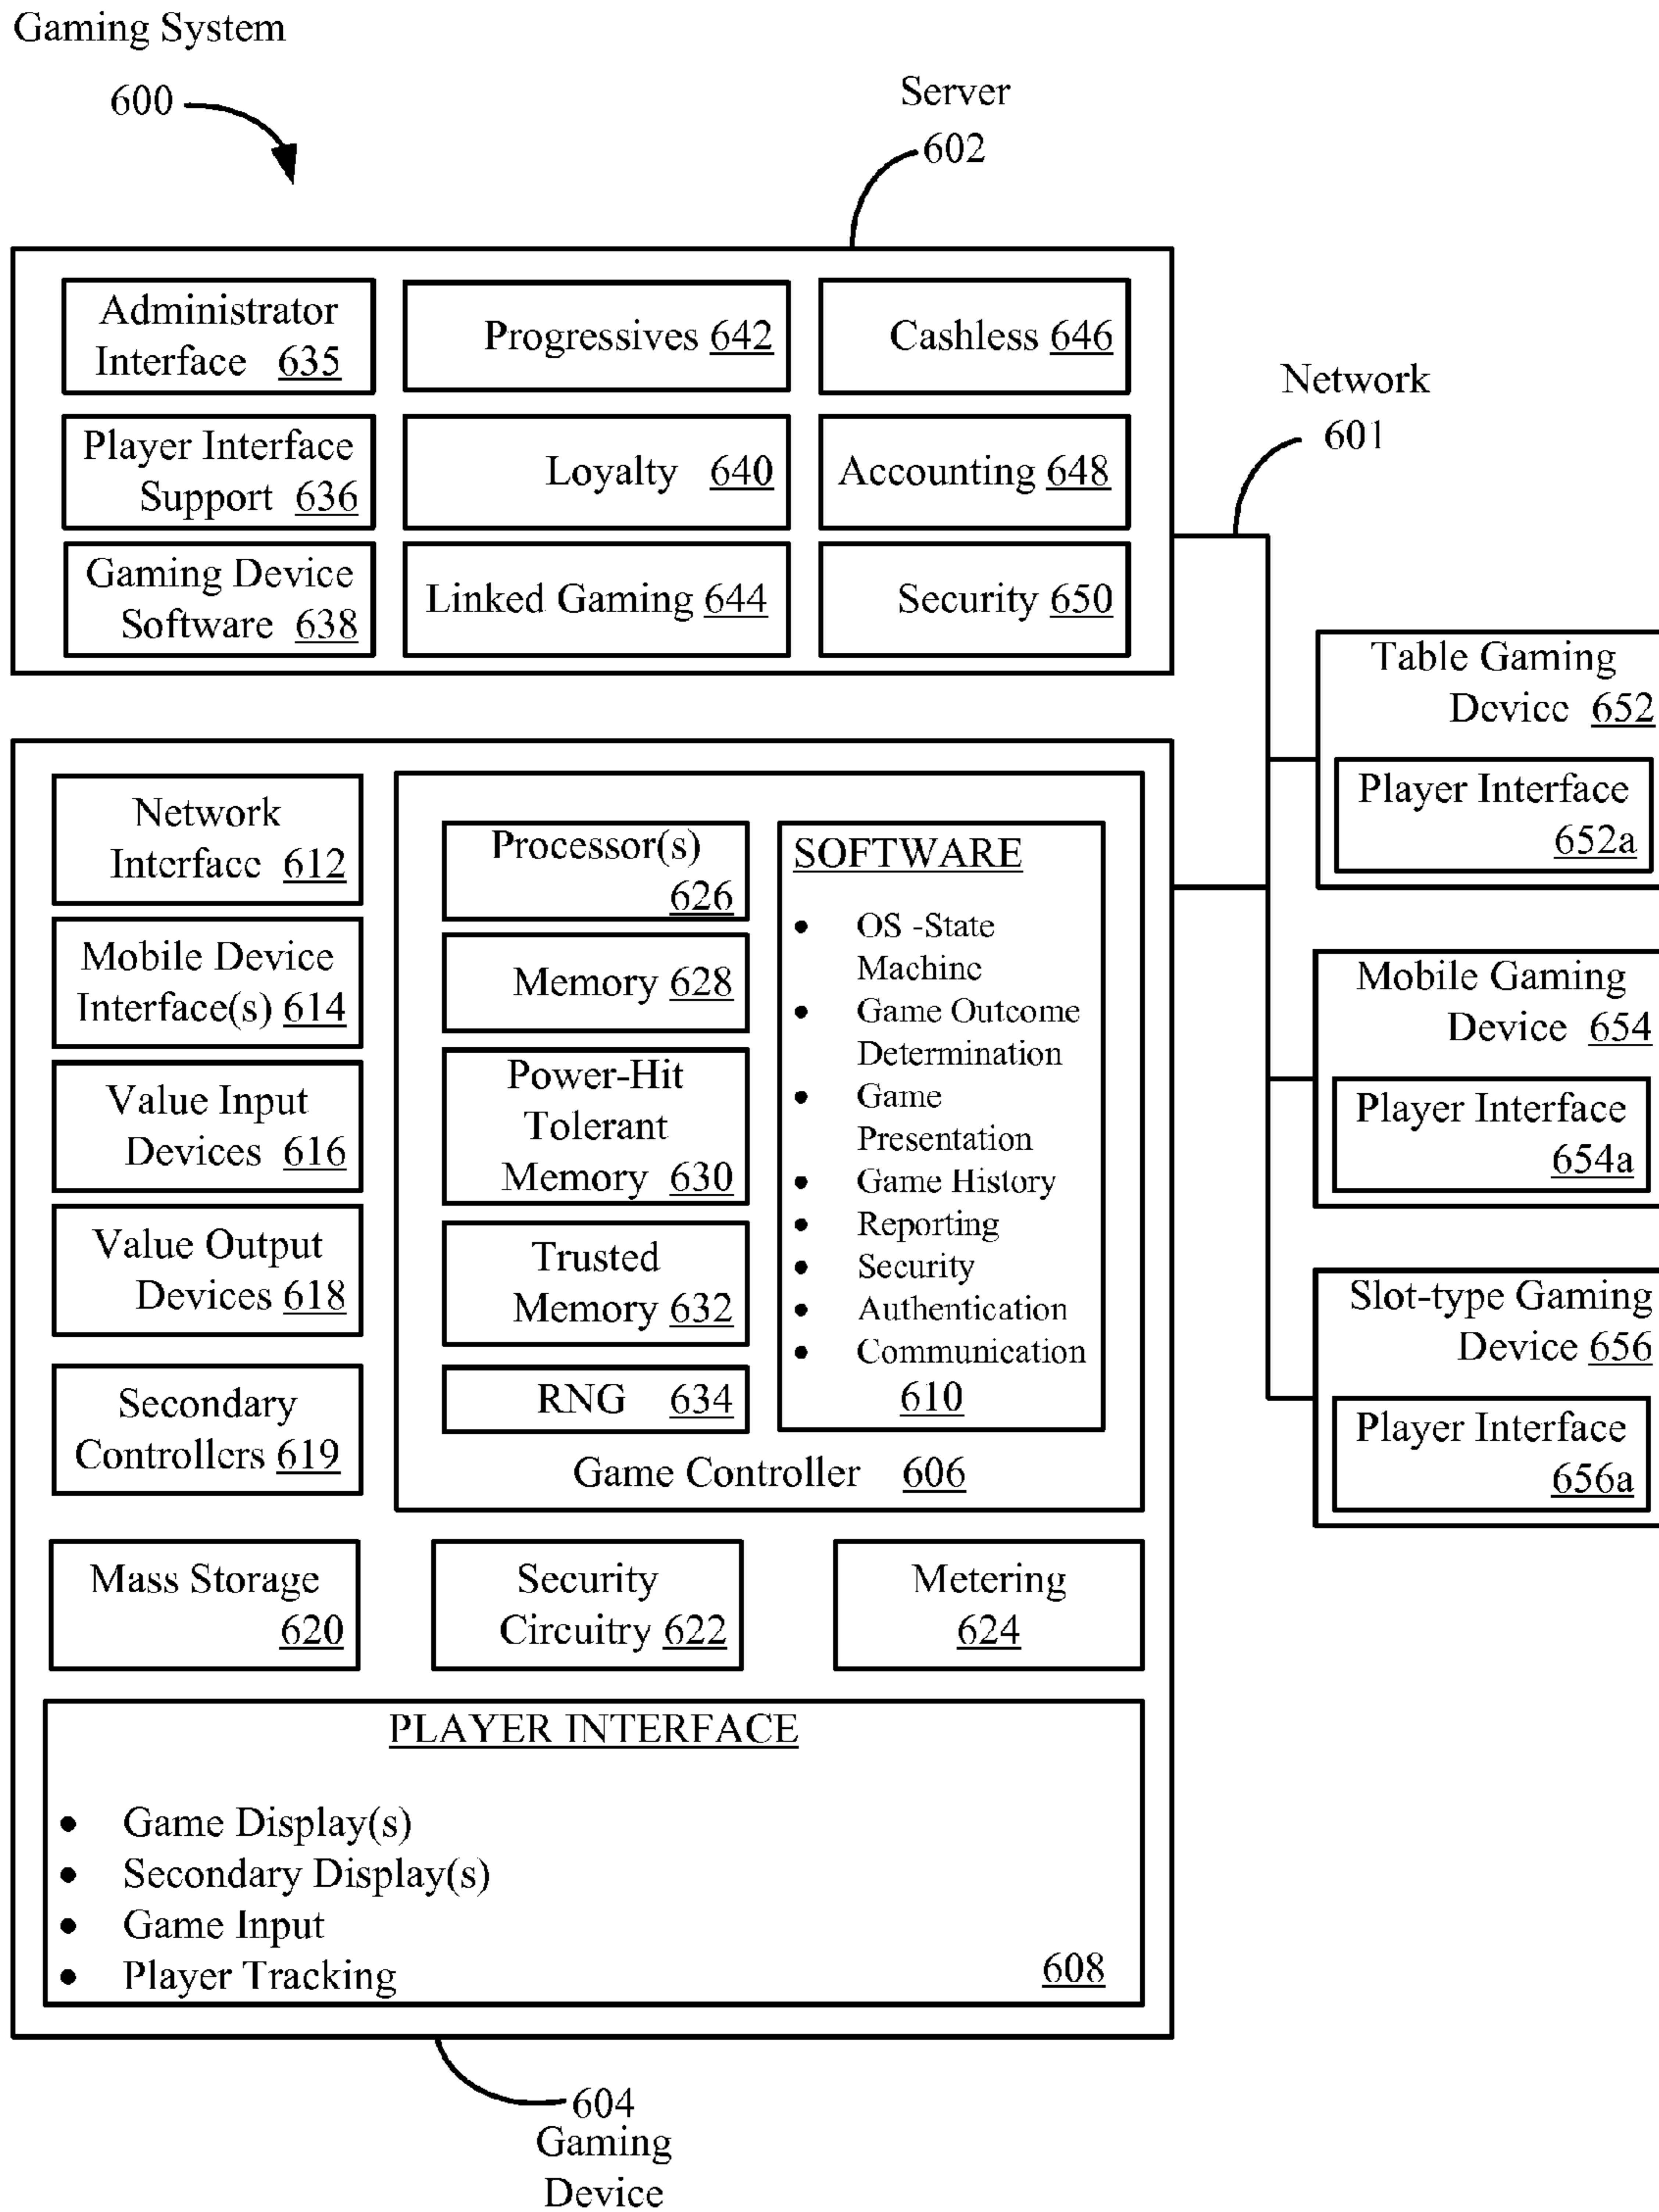 Gaming System
600
Server
602
Administrator
Interface 635
Progressives 642
Cashless 646
Player Interface
Support 636
Loyalty 640
Accounting 648
Gaming Device
Software 638
Linked Gaming 644
Security 650
Network
601
Table Gaming
Device 652
Player Interface
652a
Mobile Gaming
Device 654
Player Interface
654a
Slot-type Gaming
Device 656
Player Interface
656a
Network
Interface 612
Mobile Device
Interface(s) 614
Value Input
Devices 616
Value Output
Devices 618
Secondary
Controllers 619
Processor(s)
626
Memory 628
Power-Hit
Tolerant
Memory 630
Trusted
Memory 632
RNG 634
SOFTWARE
• OS -State
Machine
• Game Outcome
Determination
• Game
Presentation
• Game History
• Reporting
• Security
• Authentication
• Communication
610
Game Controller 606
Mass Storage
620
Security
Circuitry 622
Metering
624
PLAYER INTERFACE
• Game Display(s)
• Secondary Display(s)
• Game Input
• Player Tracking
608
604
Gaming
Device